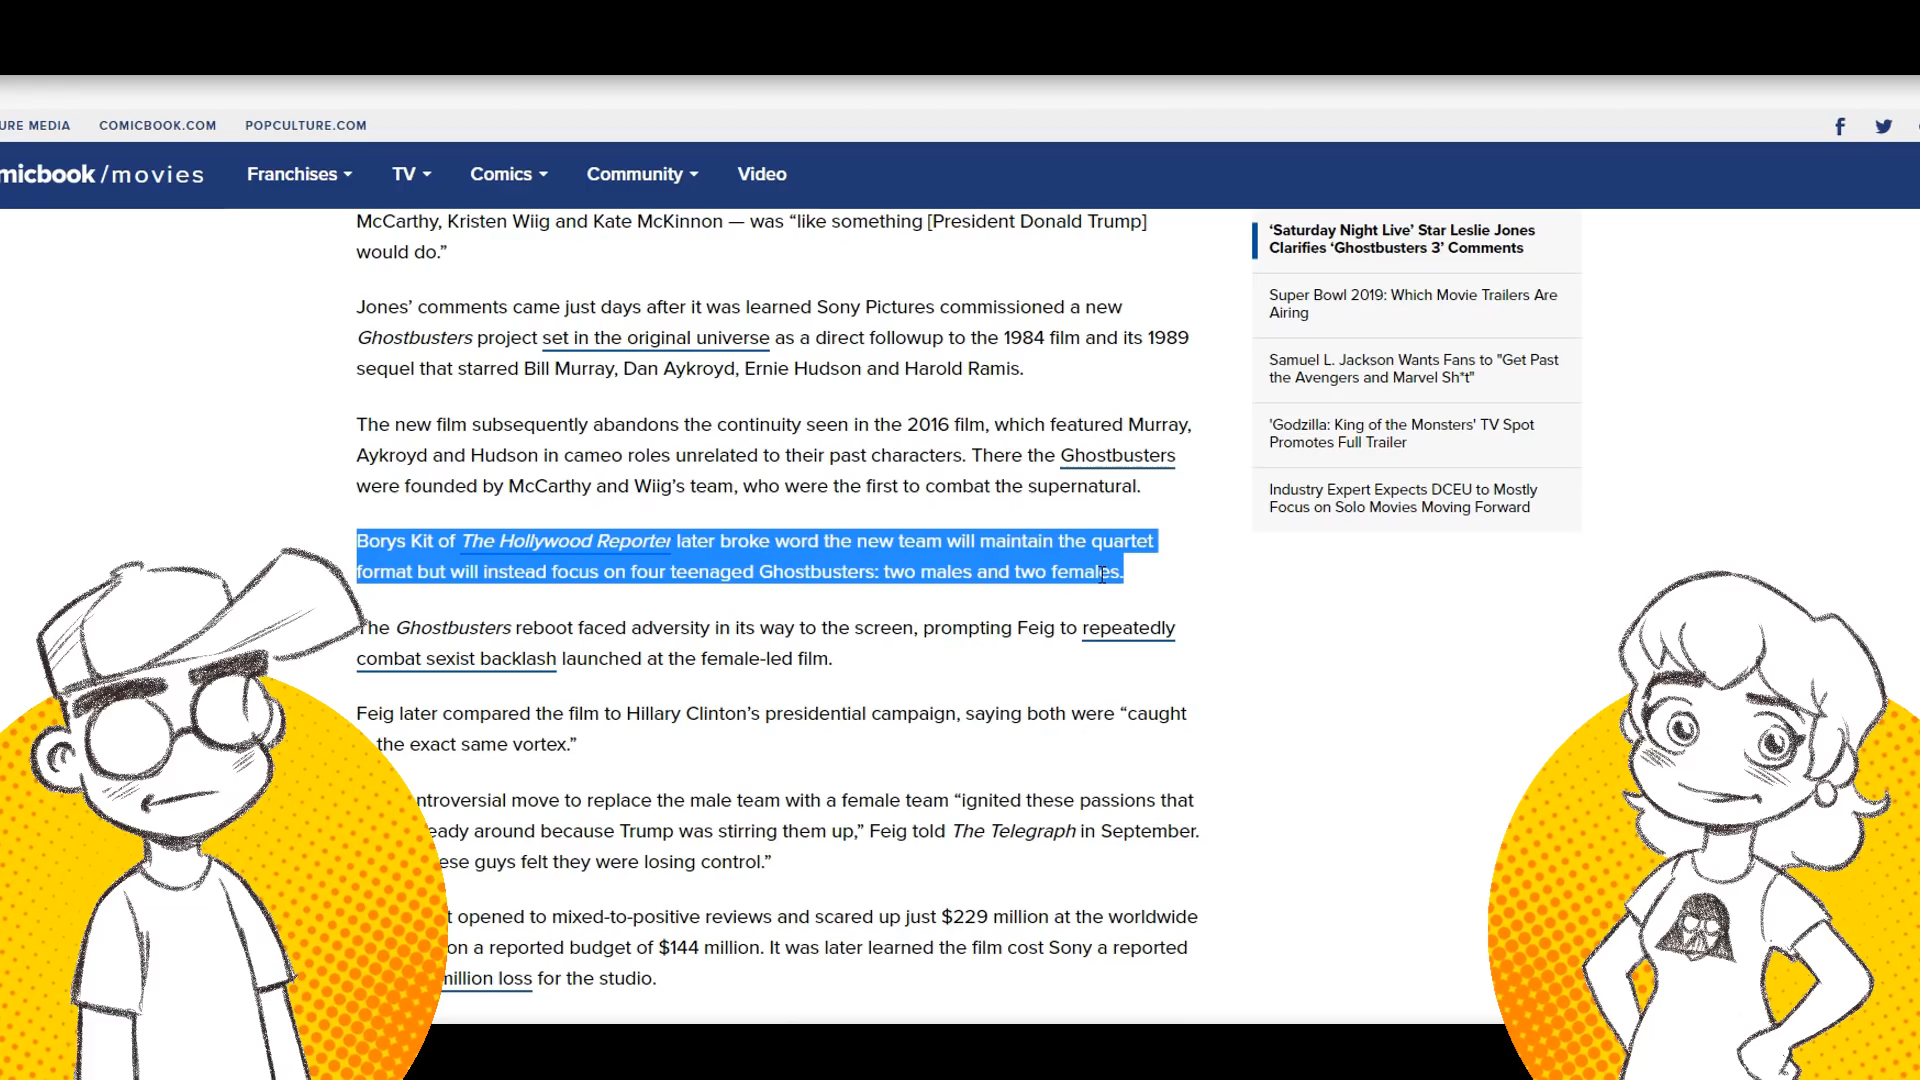 URE MEDIA COMICBOOK.COM POPCULTURE.COM
micbook /movies Franchises TV Comics Community Video
McCarthy, Kristen Wiig and Kate McKinnon — was “like something [President Donald Trump]
would do.”
Jones’ comments came just days after it was learned Sony Pictures commissioned a new
Ghostbusters project set in the original universe as a direct followup to the 1984 film and its 1989
sequel that starred Bill Murray, Dan Aykroyd, Ernie Hudson and Harold Ramis.
The new film subsequently abandons the continuity seen in the 2016 film, which featured Murray,
Aykroyd and Hudson in cameo roles unrelated to their past characters. There the Ghostbusters
were founded by McCarthy and Wiig’s team, who were the first to combat the supernatural.
Borys Kit of The Hollywood Reporter later broke word the new team will maintain the quartet
format but will instead focus on four teenaged Ghostbusters: two males and two females.
The Ghostbusters reboot faced adversity in its way to the screen, prompting Feig to repeatedly
combat sexist backlash launched at the female-led film.
Feig later compared the film to Hillary Clinton’s presidential campaign, saying both were “caught
the exact same vortex.”
ntroversial move to replace the male team with a female team “ignited these passions that
eady around because Trump was stirring them up,” Feig told The Telegraph in September.
ese guys felt they were losing control.”
t opened to mixed-to-positive reviews and scared up just $229 million at the worldwide
on a reported budget of $144 million. It was later learned the film cost Sony a reported
million loss for the studio.
‘Saturday Night Live’ Star Leslie Jones
Clarifies ‘Ghostbusters 3’ Comments
Super Bowl 2019: Which Movie Trailers Are
Airing
Samuel L. Jackson Wants Fans to "Get Past
the Avengers and Marvel Sh*t"
'Godzilla: King of the Monsters' TV Spot
Promotes Full Trailer
Industry Expert Expects DCEU to Mostly
Focus on Solo Movies Moving Forward